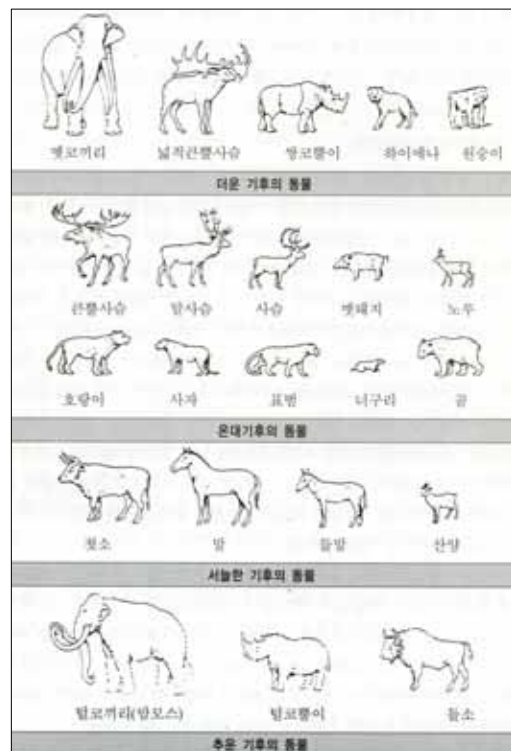 옛코끼리 넓적큰뿔사슴 쌍코뿔이 하이에나 원숭이
더운 기후의 동물
큰뿔사슴 말사슴 사슴 멧돼지 노루
호랑이 사자 표범 너구리 곰
온대기후의 동물
첫소 말 들말 산양
서늘한 기후의 동물
털코끼리(맘모스) 털코뿔이 들소
추운 기후의 동물